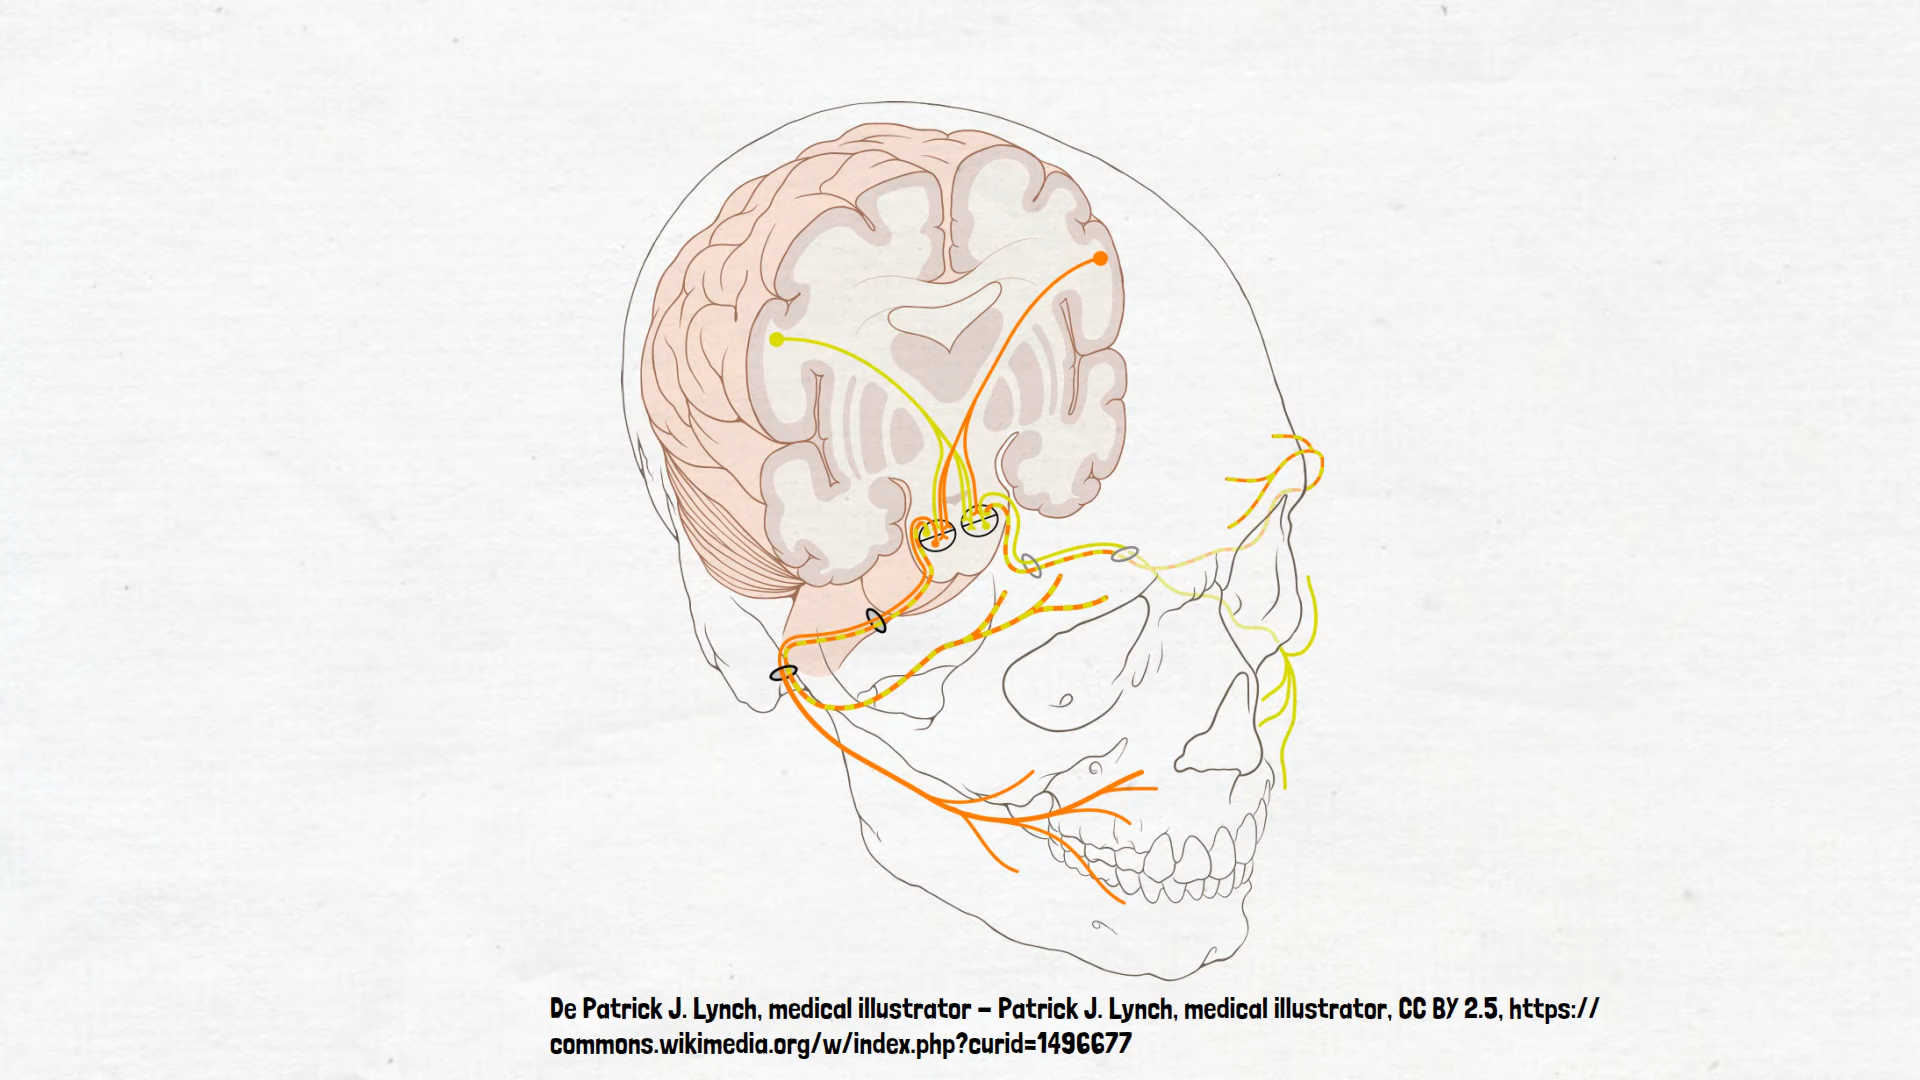 De Patrick J. Lynch, medical illustrator – Patrick J. Lynch, medical illustrator, CC BY 2.5, https://
commons.wikimedia.org/w/index.php?curid=1496677